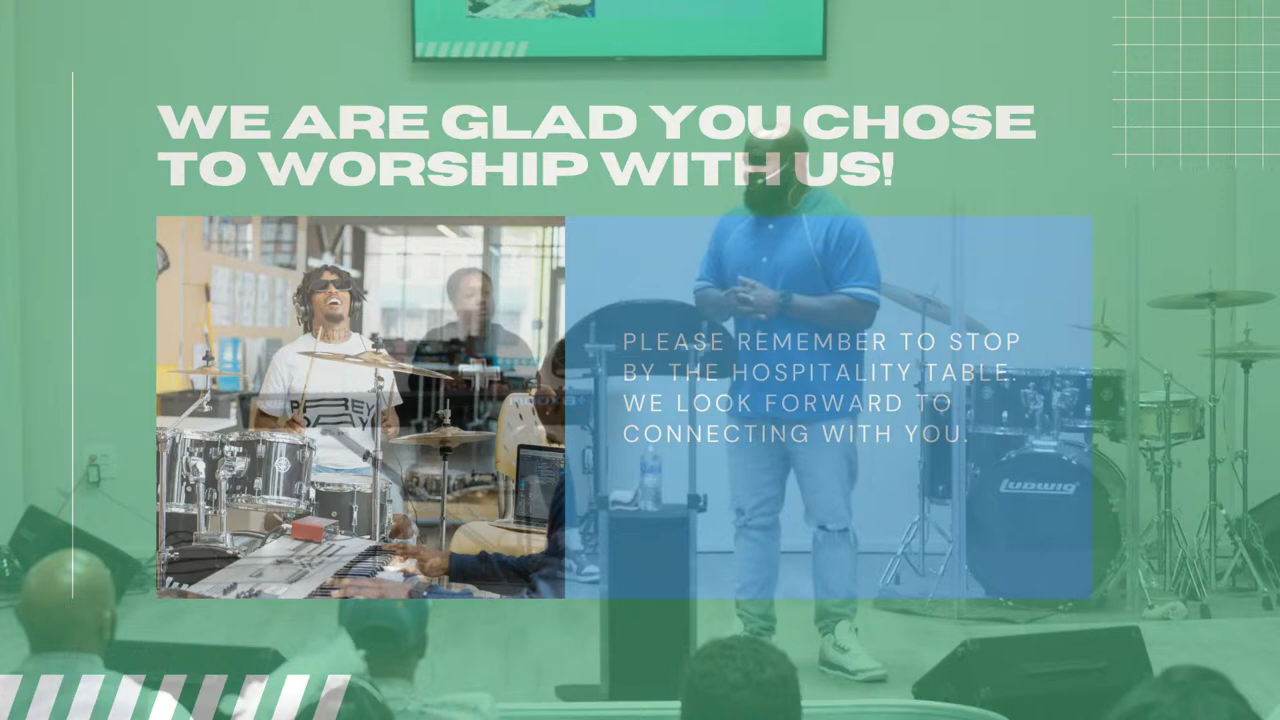 WE ARE GLAD YOU CHOSE
TO WORSHIP WITH US!
PLEASE REMEMBER TO STOP
BY THE HOSPITALITY TABLE.
WE LOOK FORWARD TO
CONNECTING WITH YOU.
Ludwig